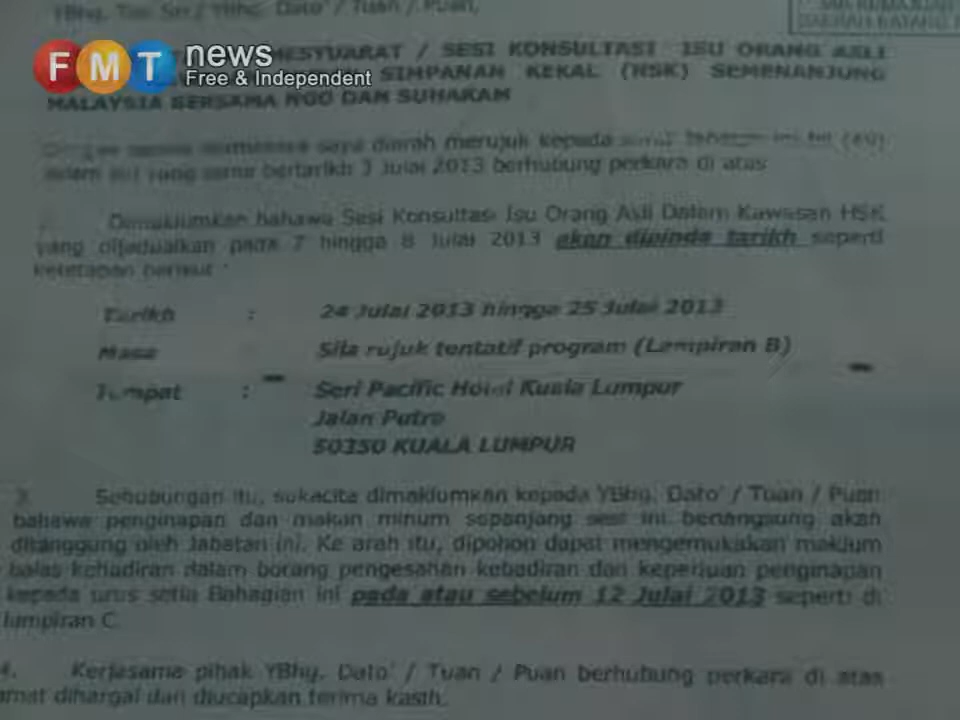 YBhg. Tan Sri / YBhg. Dato' / Tuan / Puan,
DAERAH BATANG
FMT news
Free & Independent
MESYUARAT / SESI KONSULTASI ISU ORANG ASLI
SIMPANAN KEKAL (HSK) SEMENANJUNG
MALAYSIA BERSAMA NGO DAN SUHAKAM
saya diarah merujuk kepada surat
yang sama bertarikh 3 Julai 2013 berhubung perkara di atas
Dimaklumkan bahawa Sesi Konsultasi Isu Orang Asli Dalam Kawasan HSK
yang dijadualkan pada 7 hingga 8 Julai 2013 akan dipinda tarikh seperti
ketetapan berikut :
Tarikh : 24 Julai 2013 hingga 25 Julai 2013
Masa Sila rujuk tentatif program (Lampiran B)
Tempat : Seri Pacific Hotel Kuala Lumpur
Jalan Putra
50350 KUALA LUMPUR
3. Sehubungan itu, sukacita dimaklumkan kepada YBhg. Dato' / Tuan / Puan
bahawa penginapan dan makan minum sepanjang sesi ini berlangsung akan
ditanggung oleh Jabatan ini. Ke arah itu, dipohon dapat mengemukakan maklum
balas kehadiran dalam borang pengesahan kehadiran dan keperluan penginapan
kepada urus setia Bahagian ini pada atau sebelum 12 Julai 2013 seperti di
lampiran C.
4. Kerjasama pihak YBhg. Dato' / Tuan / Puan berhubung perkara di atas
amat dihargai dan diucapkan terima kasih.